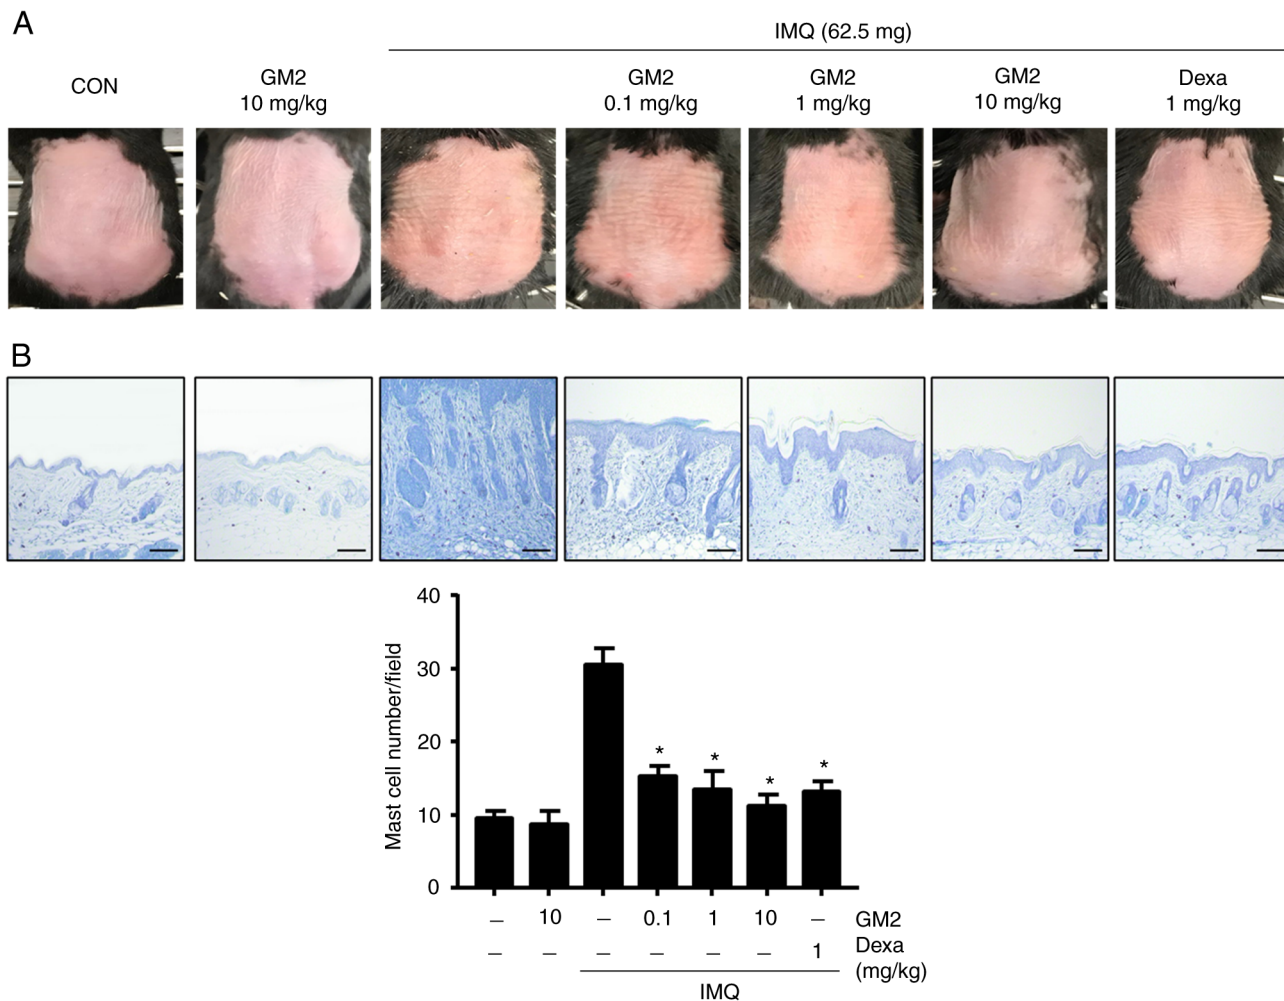 A
IMQ (62.5 mg)
CON
GM2
10 mg/kg
GM2
0.1 mg/kg
GM2
1 mg/kg
GM2
10 mg/kg
Dexa
1 mg/kg
B
40
30
20
10
0
Mast cell number/field
*
*
*
*
– 10 – 0.1 1 10 – GM2
– – – – – – 1 Dexa
(mg/kg)
IMQ